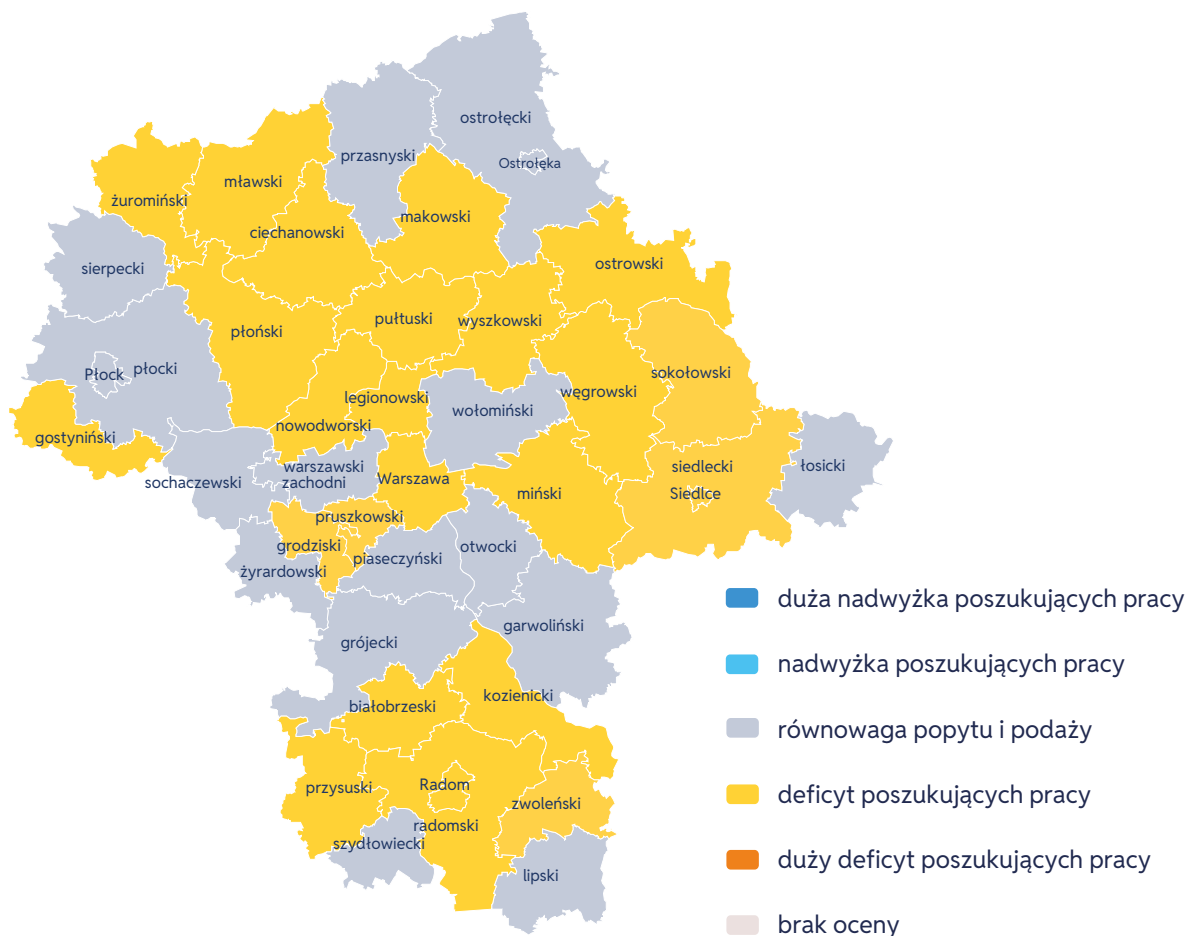 ostrołęcki
przasnyski
Ostrołęka
mławski
żuromiński
makowski
ciechanowski
ostrowski
sierpecki
pułtuski
wyszkowski
płoński
Płock
płocki
sokołowski
węgrowski
legionowski
wołomiński
nowodworski
gostyniński
warszawski
zachodni
sochaczewski
Warszawa
siedlecki
Siedlce
łosicki
miński
pruszkowski
grodziski
otwocki
piaseczyński
żyrardowski
garwoliński
grójecki
kozienicki
białobrzeski
Radom
przysuski
zwoleński
radomski
szydłowiecki
lipski
duża nadwyżka poszukujących pracy
nadwyżka poszukujących pracy
równowaga popytu i podaży
deficyt poszukujących pracy
duży deficyt poszukujących pracy
brak oceny